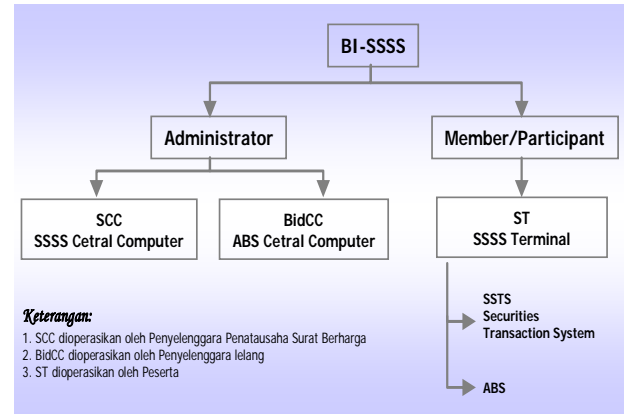 BI-SSSS
Administrator
Member/Participant
SCC
SSSS Cetral Computer
BidCC
ABS Cetral Computer
ST
SSSS Terminal
SSTS
Securities
Transaction System
ABS
Keterangan:
1. SCC dioperasikan oleh Penyelenggara Penatausaha Surat Berharga
2. BidCC dioperasikan oleh Penyelenggara lelang
3. ST dioperasikan oleh Peserta